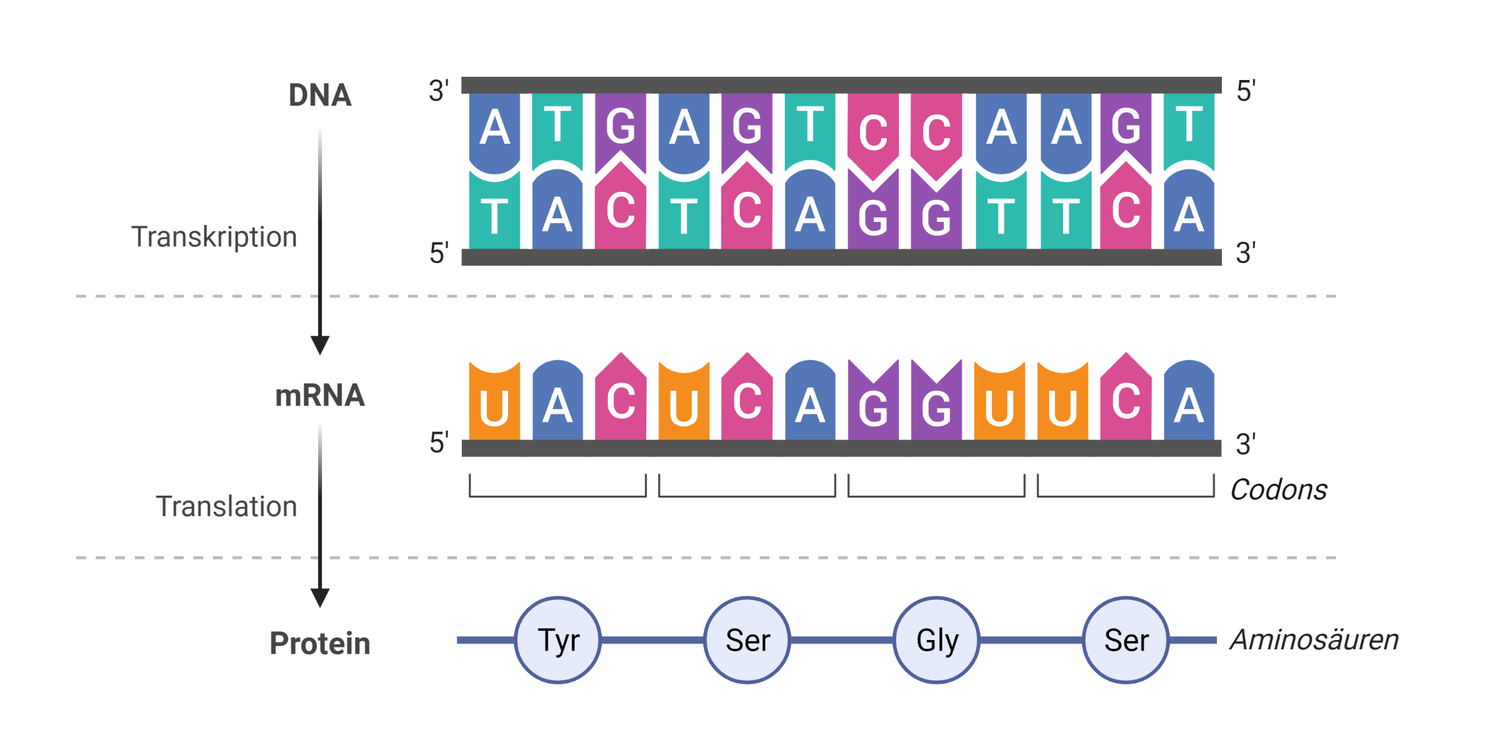 DNA
3' A T G A G T C C A A G T 5'
5' T A C T C A G G T T C A 3'
Transkription
mRNA
5' U A C U C A G G U U C A 3'
Codons
Translation
Protein
Tyr Ser Gly Ser
Aminosäuren